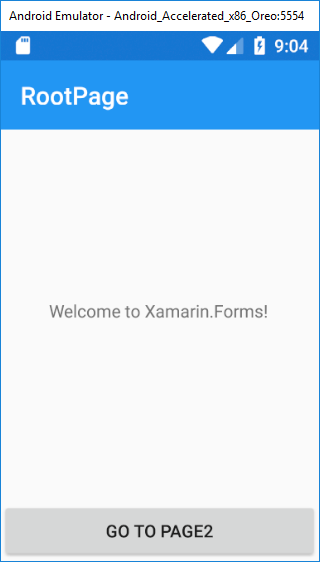 Android Emulator - Android_Accelerated_x86_Oreo:5554
9:04
RootPage
Welcome to Xamarin.Forms!
GO TO PAGE2